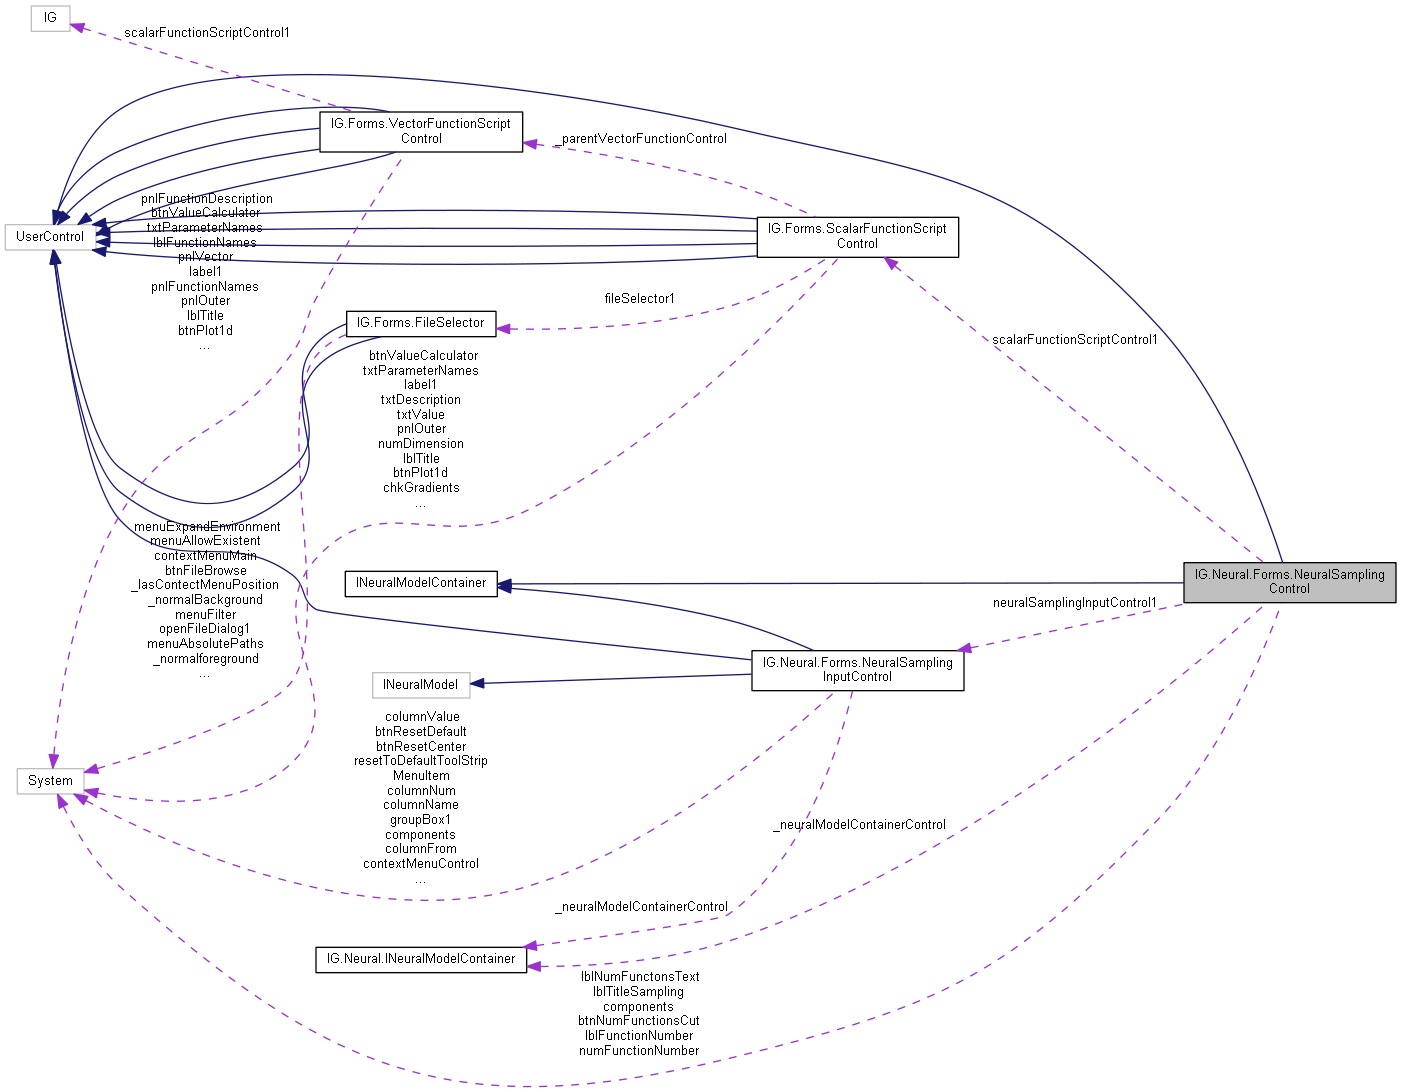 IG
scalarFunctionScriptControl1
IG.Forms.VectorFunctionScript
Control
_parentVectorFunctionControl
pnlFunctionDescription
btnValueCalculator
txtParameterNames
lblFunctionNames
pnlVector
label1
pnlFunctionNames
pnlOuter
lblTitle
btnPlot1d
...
UserControl
IG.Forms.ScalarFunctionScript
Control
fileSelector1
IG.Forms.FileSelector
scalarFunctionScriptControl1
btnValueCalculator
txtParameterNames
label1
txtDescription
txtValue
pnlOuter
numDimension
lblTitle
btnPlot1d
chkGradients
...
menuExpandEnvironment
menuAllowExistent
contextMenuMain
btnFileBrowse
_lasContectMenuPosition
_normalBackground
menuFilter
openFileDialog1
menuAbsolutePaths
_normalforeground
...
INeuralModelContainer
IG.Neural.Forms.NeuralSampling
Control
neuralSamplingInputControl1
IG.Neural.Forms.NeuralSampling
InputControl
INeuralModel
columnValue
btnResetDefault
btnResetCenter
resetToDefaultToolStrip
MenuItem
columnNum
columnName
groupBox1
components
columnFrom
contextMenuControl
...
System
_neuralModelContainerControl
_neuralModelContainerControl
IG.Neural.INeuralModelContainer
lblNumFunctonsText
lblTitleSampling
components
btnNumFunctionsCut
lblFunctionNumber
numFunctionNumber